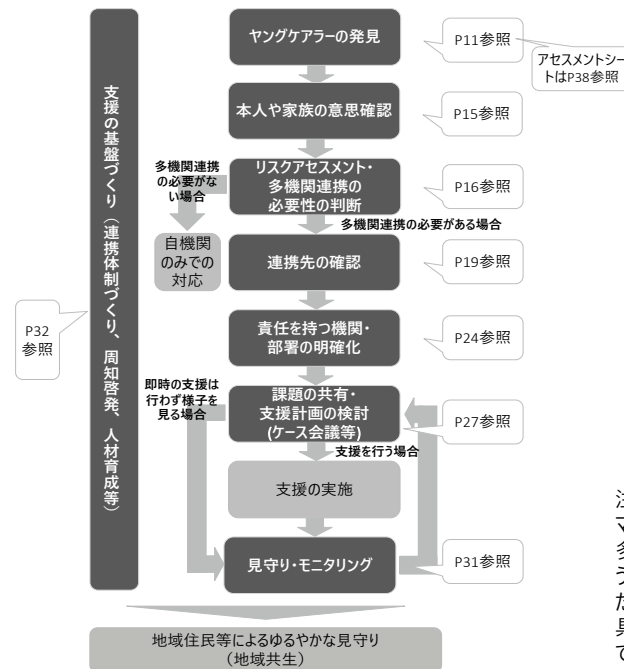 ヤングケアラーの発見
P11参照
アセスメントシー
トはP38参照
本人や家族の意思確認
P15参照
リスクアセスメント・
多機関連携の
必要性の判断
P16参照
多機関連携
の必要がな
い場合
多機関連携の必要がある場合
自機関
のみでの
対応
連携先の確認
P19参照
責任を持つ機関・
部署の明確化
P24参照
即時の支援は
行わず様子を
見る場合
課題の共有・
支援計画の検討
(ケース会議等)
P27参照
支援を行う場合
支援の実施
見守り・モニタリング
P31参照
支援の基盤づくり（連携体制づくり、周知啓発、人材育成等）
P32
参照
地域住民等によるゆるやかな見守り
（地域共生）
注
マ
多
う
た
具
て